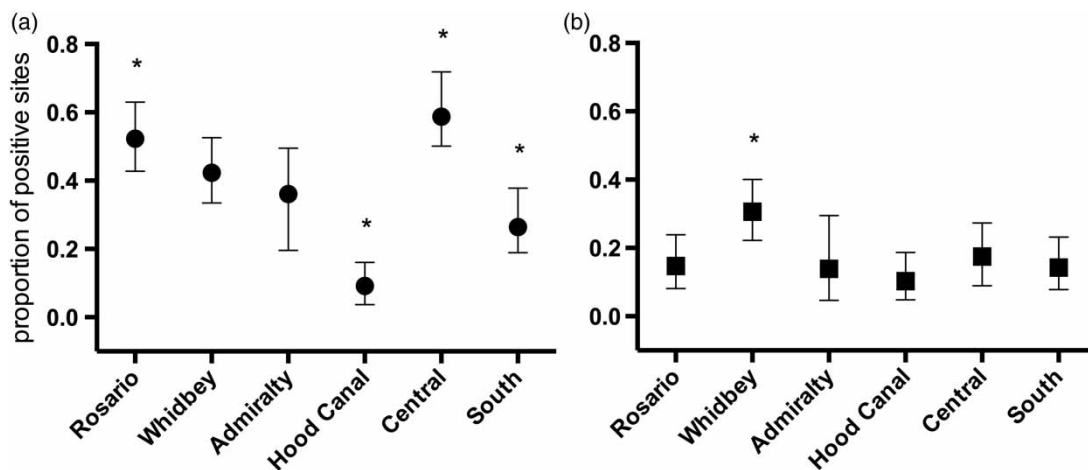 (a)
proportion of positive sites
0.8
0.6
0.4
0.2
0.0
*
*
*
*
Rosario
Whidbey
Admiralty
Hood Canal
Central
South
(b)
0.8
0.6
0.4
0.2
0.0
*
Rosario
Whidbey
Admiralty
Hood Canal
Central
South